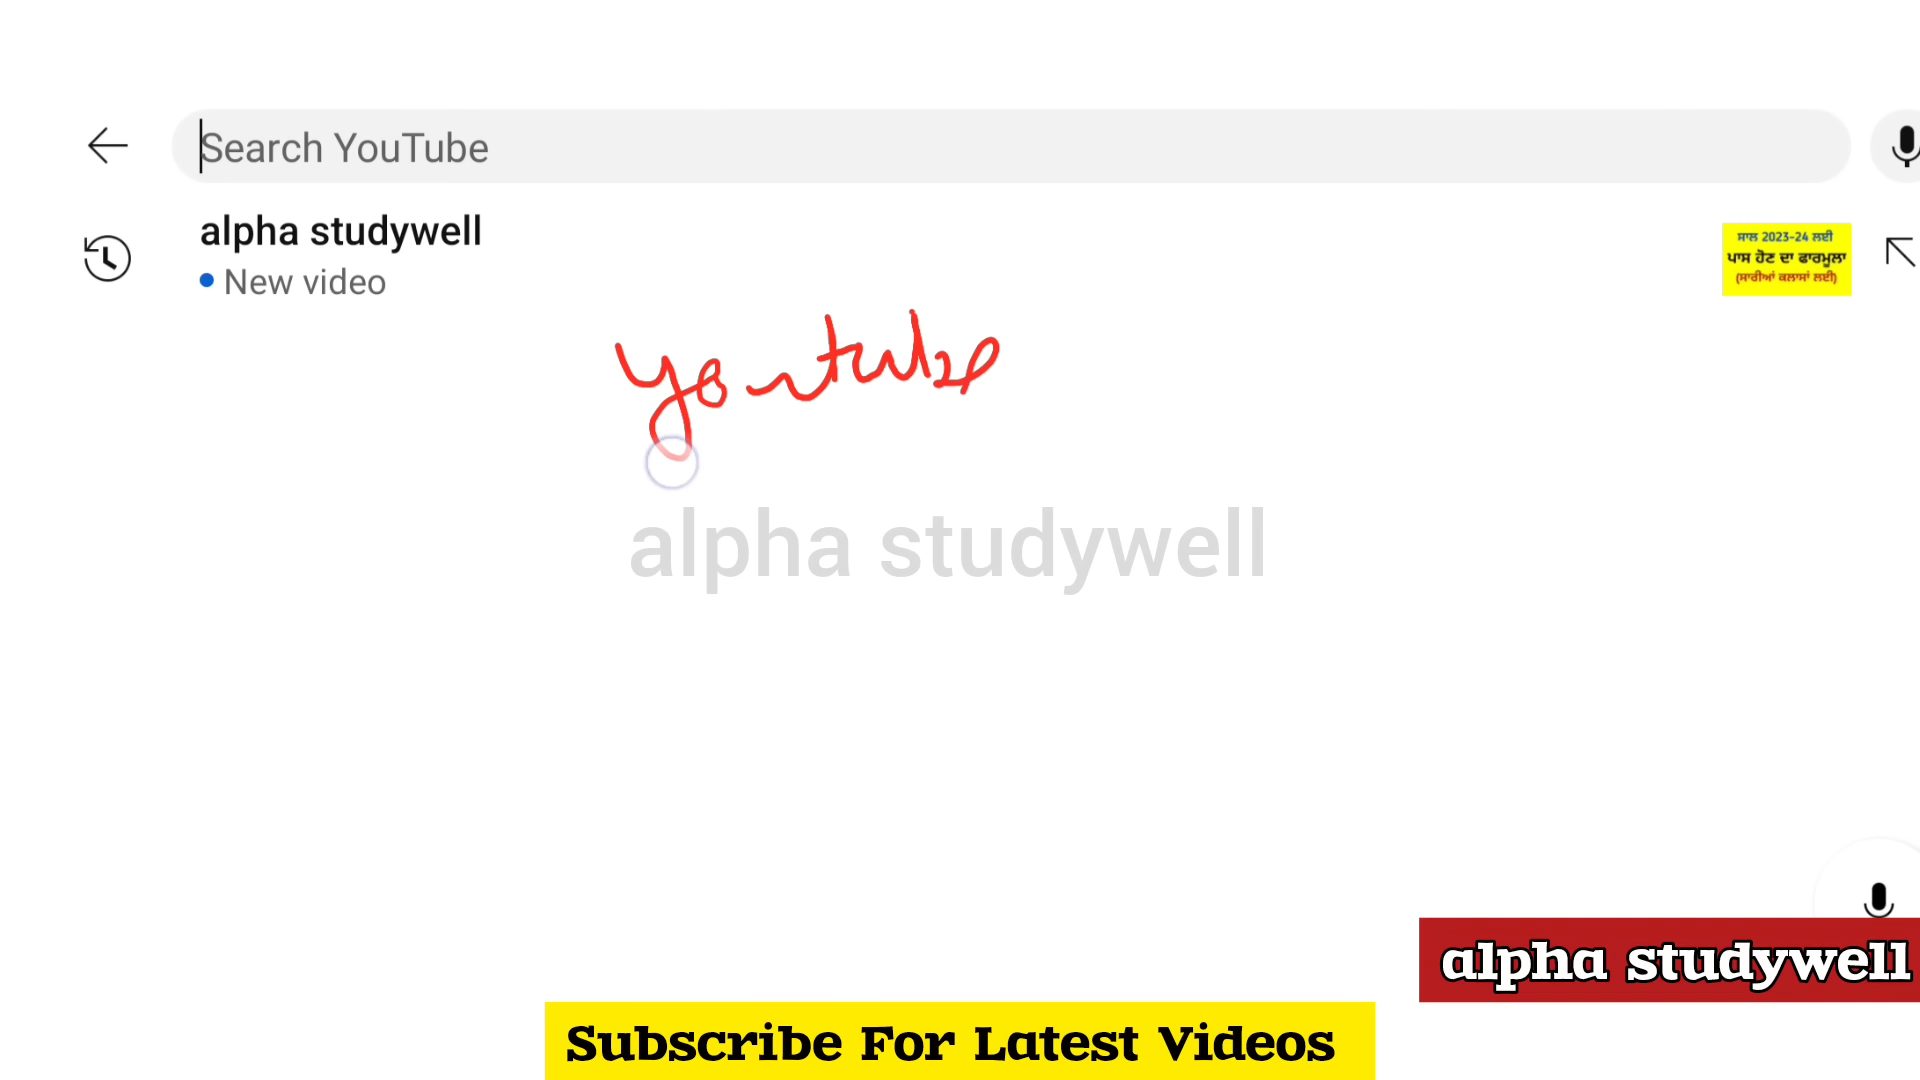 Search YouTube
alpha studywell
New video
ਸਾਲ 2023-24 ਲਈ
ਪਾਸ ਹੋਣ ਦਾ ਫਾਰਮੂਲਾ
(ਸਾਰੀਆਂ ਕਲਾਸਾਂ ਲਈ)
youtube
alpha studywell
alpha studywell
Subscribe For Latest Videos